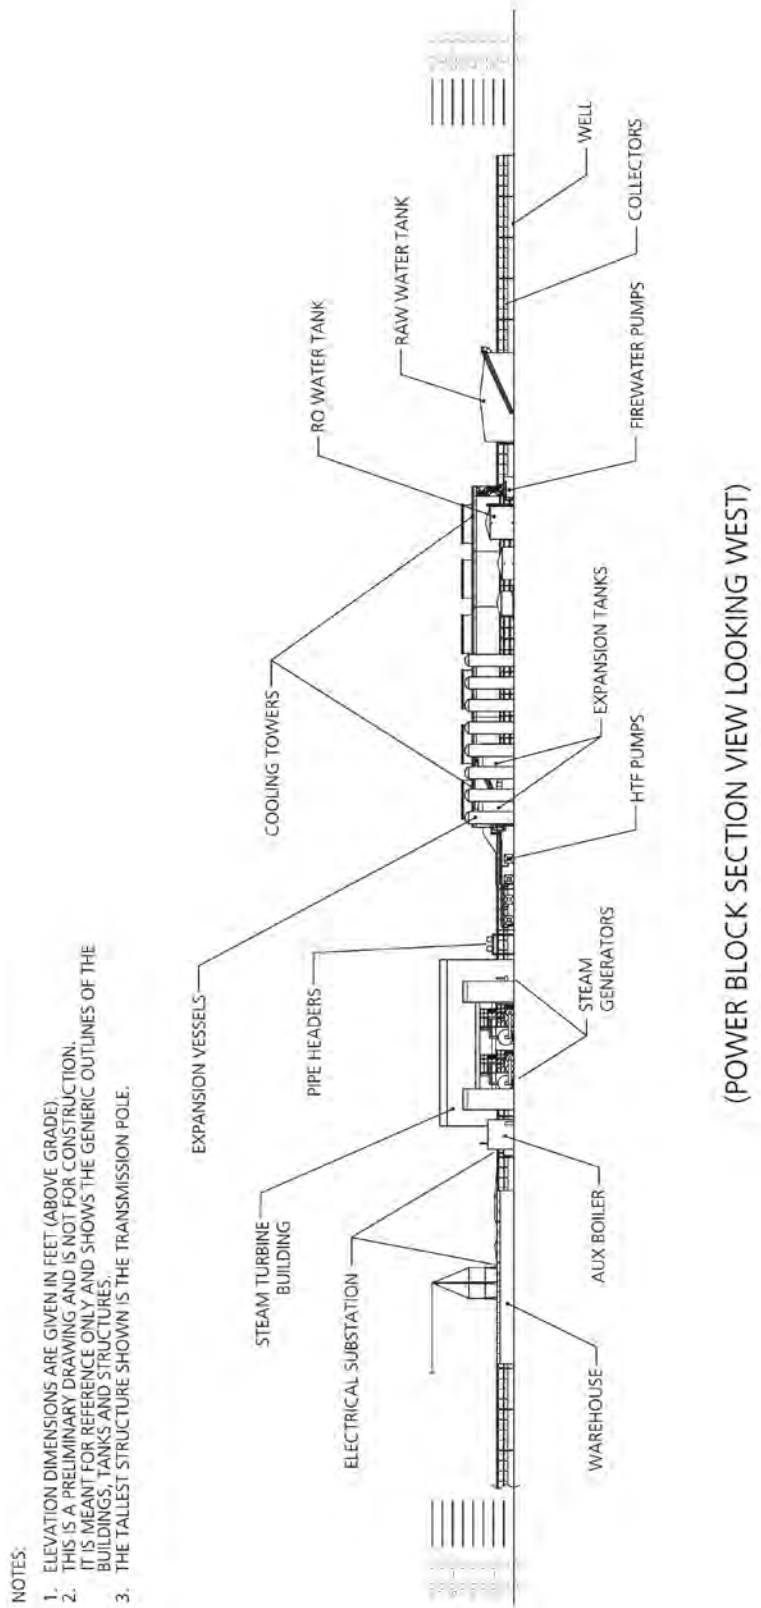 NOTES:
1. ELEVATION DIMENSIONS ARE GIVEN IN FEET (ABOVE GRADE).
2. THIS IS A PRELIMINARY DRAWING AND IS NOT FOR CONSTRUCTION.
IT IS MEANT FOR REFERENCE ONLY AND SHOWS THE GENERIC OUTLINES OF THE
BUILDINGS, TANKS AND STRUCTURES.
3. THE TALLEST STRUCTURE SHOWN IS THE TRANSMISSION POLE.
EXPANSION VESSELS
COOLING TOWERS
RO WATER TANK
RAW WATER TANK
STEAM TURBINE
BUILDING
PIPE HEADERS
ELECTRICAL SUBSTATION
WAREHOUSE
AUX BOILER
STEAM
GENERATORS
HTF PUMPS
EXPANSION TANKS
FIREWATER PUMPS
COLLECTORS
WELL
(POWER BLOCK SECTION VIEW LOOKING WEST)